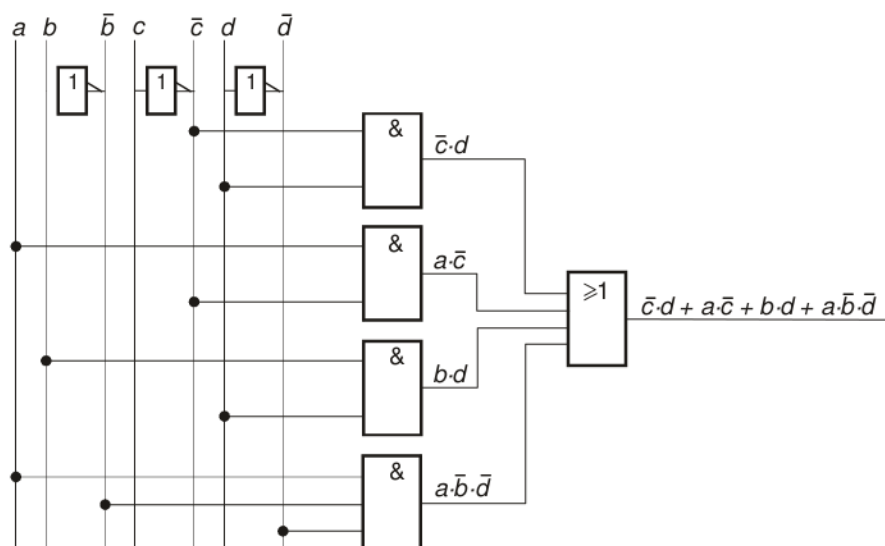 a b b̅ c c̅ d d̅
1 1 1
&
c̅·d
&
a·c̅
⩾1
c̅·d + a·c̅ + b·d + a·b̅·d̅
&
b·d
&
a·b̅·d̅